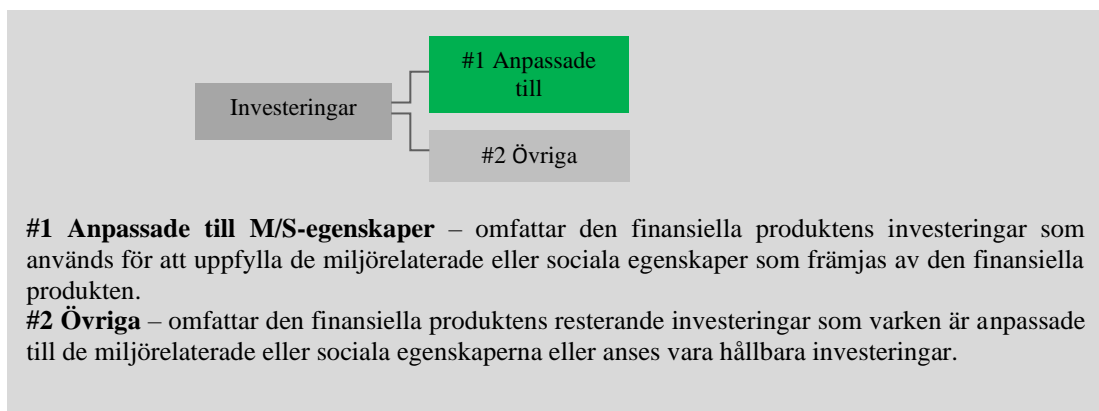 #1 Anpassade
till
Investeringar
#2 Övriga
#1 Anpassade till M/S-egenskaper – omfattar den finansiella produktens investeringar som
används för att uppfylla de miljörelaterade eller sociala egenskaper som främjas av den finansiella
produkten.
#2 Övriga – omfattar den finansiella produktens resterande investeringar som varken är anpassade
till de miljörelaterade eller sociala egenskaperna eller anses vara hållbara investeringar.